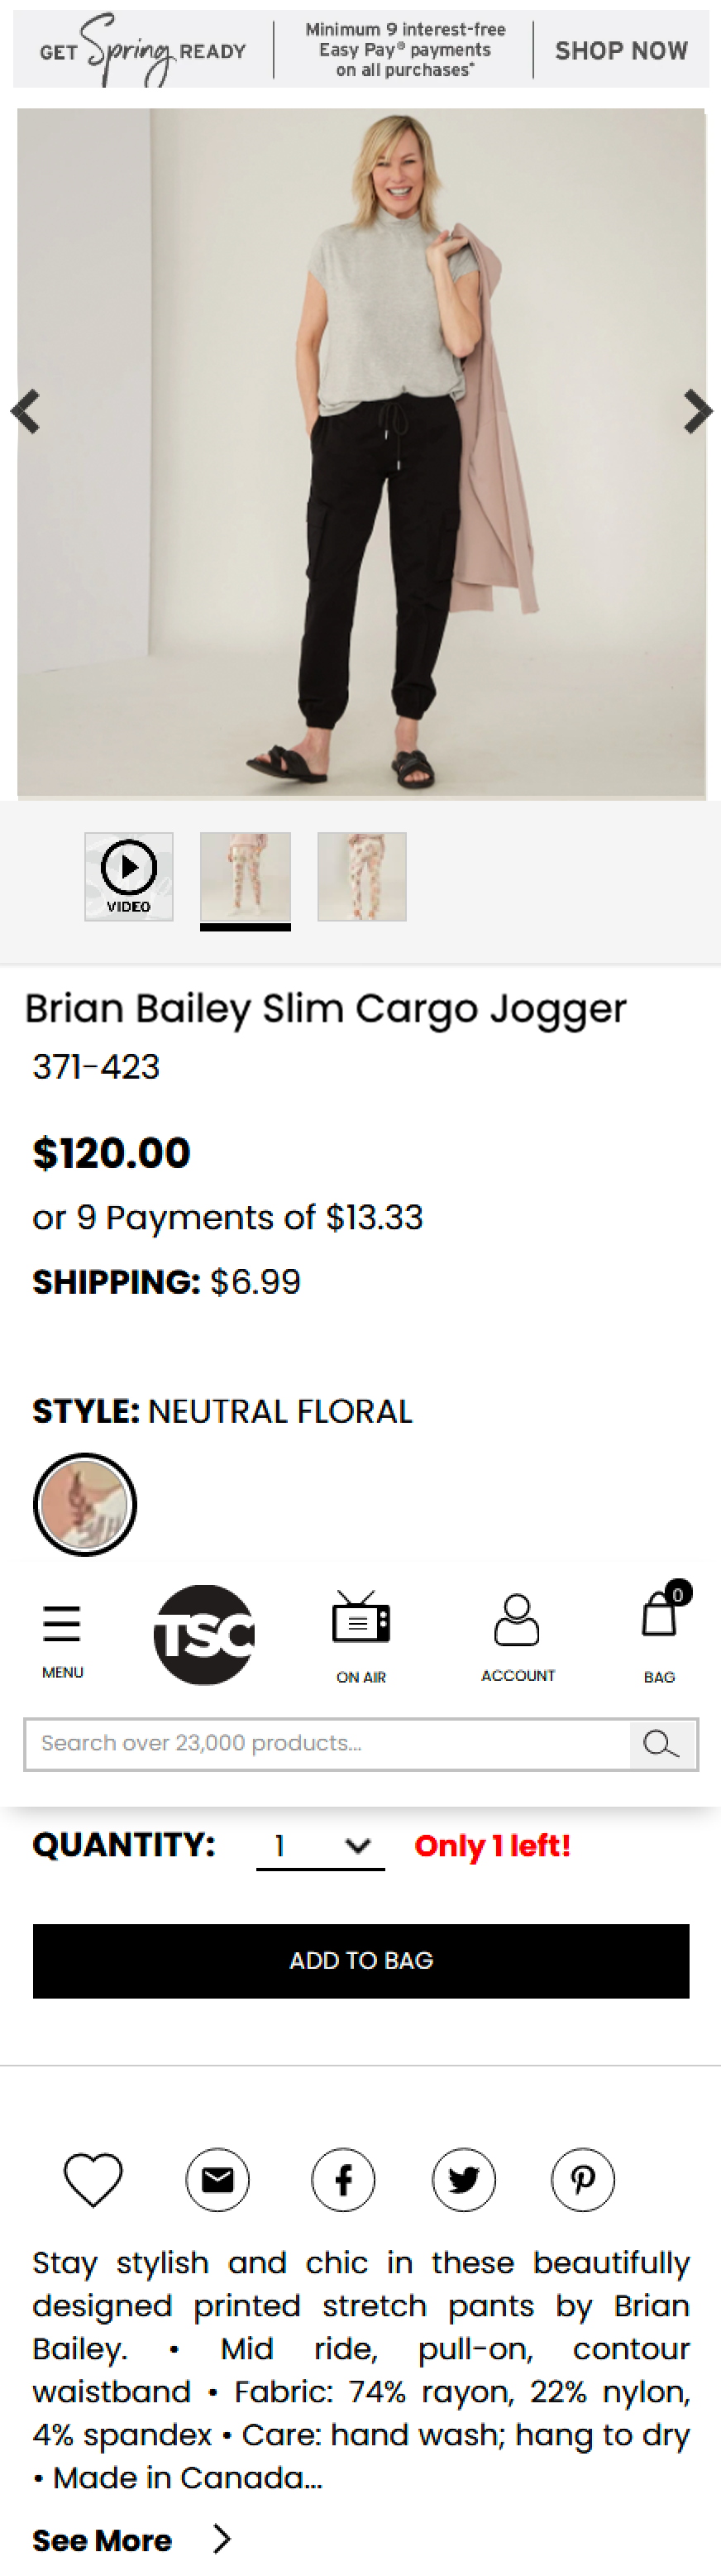 GET Spring READY
Minimum 9 interest-free
Easy Pay® payments
on all purchases*
SHOP NOW
VIDEO
Brian Bailey Slim Cargo Jogger
371-423
$120.00
or 9 Payments of $13.33
SHIPPING: $6.99
STYLE: NEUTRAL FLORAL
MENU
TSC
ON AIR
ACCOUNT
0
BAG
Search over 23,000 products...
QUANTITY: 1 Only 1 left!
ADD TO BAG
Stay stylish and chic in these beautifully
designed printed stretch pants by Brian
Bailey. • Mid ride, pull-on, contour
waistband • Fabric: 74% rayon, 22% nylon,
4% spandex • Care: hand wash; hang to dry
• Made in Canada...
See More